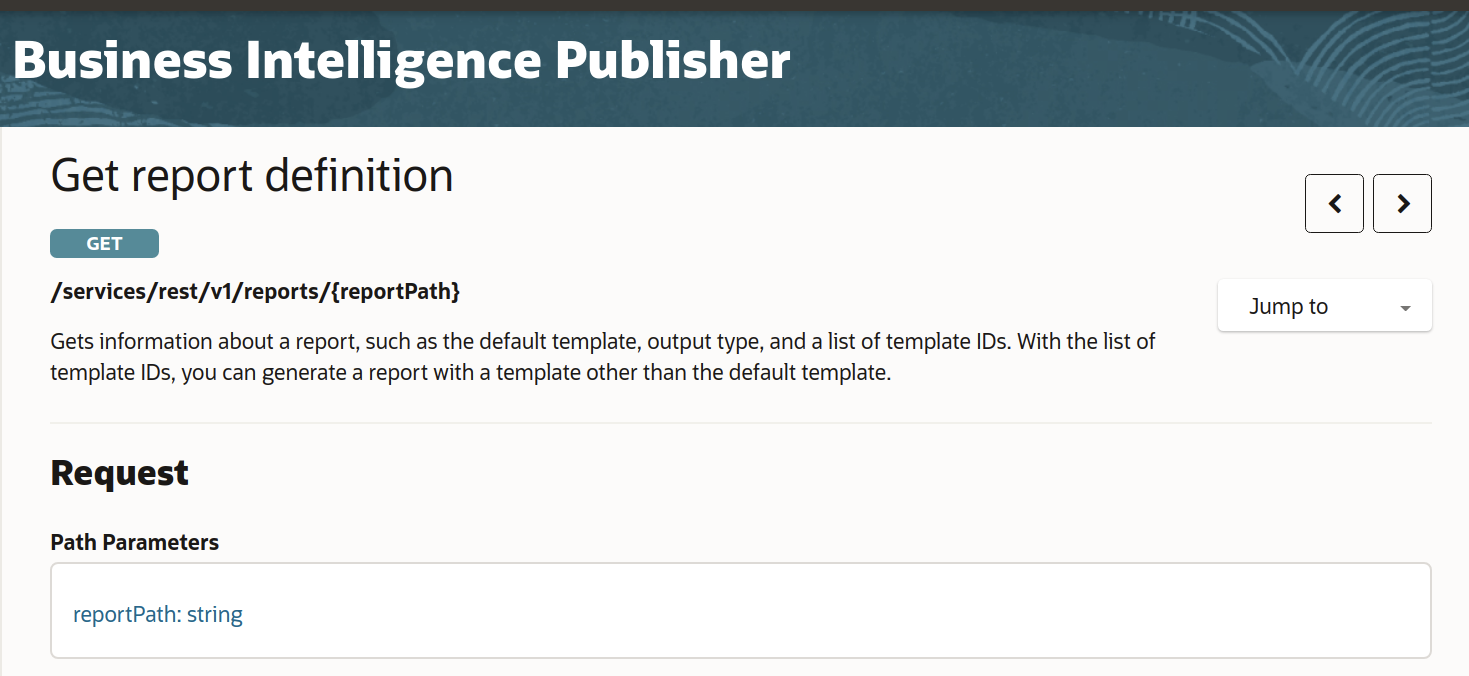 Business Intelligence Publisher
Get report definition
GET
/services/rest/v1/reports/{reportPath}
Jump to
Gets information about a report, such as the default template, output type, and a list of template IDs. With the list of
template IDs, you can generate a report with a template other than the default template.
Request
Path Parameters
reportPath: string